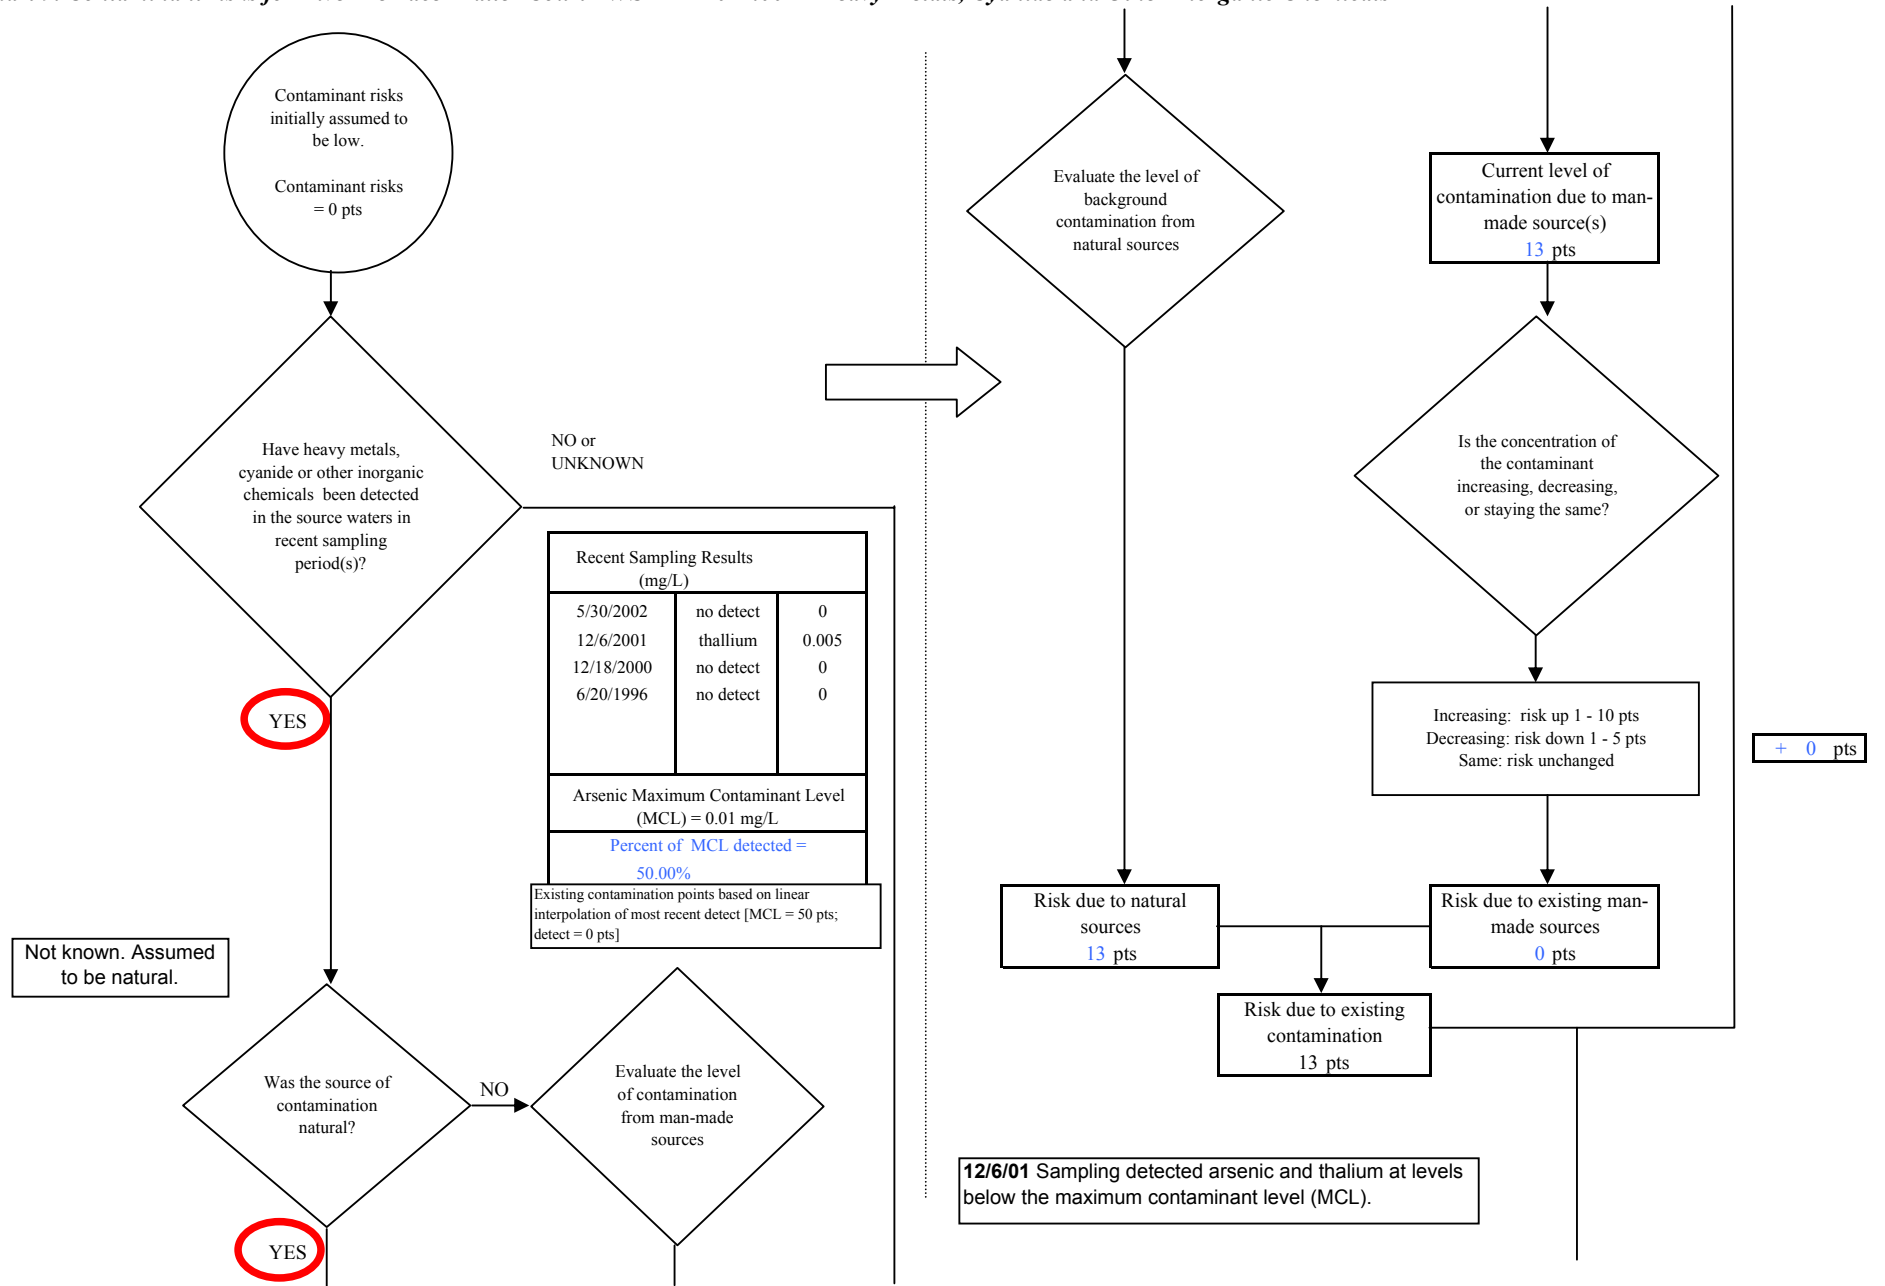 Contaminant risks
initially assumed to
be low.
Contaminant risks
= 0 pts
Have heavy metals,
cyanide or other inorganic
chemicals been detected
in the source waters in
recent sampling
period(s)?
NO or
UNKNOWN
YES
Recent Sampling Results
(mg/L)
5/30/2002 no detect 0
12/6/2001 thallium 0.005
12/18/2000 no detect 0
6/20/1996 no detect 0
Arsenic Maximum Contaminant Level
(MCL) = 0.01 mg/L
Percent of MCL detected =
50.00%
Existing contamination points based on linear
interpolation of most recent detect [MCL = 50 pts;
detect = 0 pts]
Not known. Assumed
to be natural.
Was the source of
contamination
natural?
NO
YES
Evaluate the level
of contamination
from man-made
sources
Evaluate the level of
background
contamination from
natural sources
Current level of
contamination due to man-
made source(s)
13 pts
Is the concentration of
the contaminant
increasing, decreasing,
or staying the same?
Increasing: risk up 1 - 10 pts
Decreasing: risk down 1 - 5 pts
Same: risk unchanged
+ 0 pts
Risk due to natural
sources
13 pts
Risk due to existing man-
made sources
0 pts
Risk due to existing
contamination
13 pts
12/6/01 Sampling detected arsenic and thalium at levels
below the maximum contaminant level (MCL).